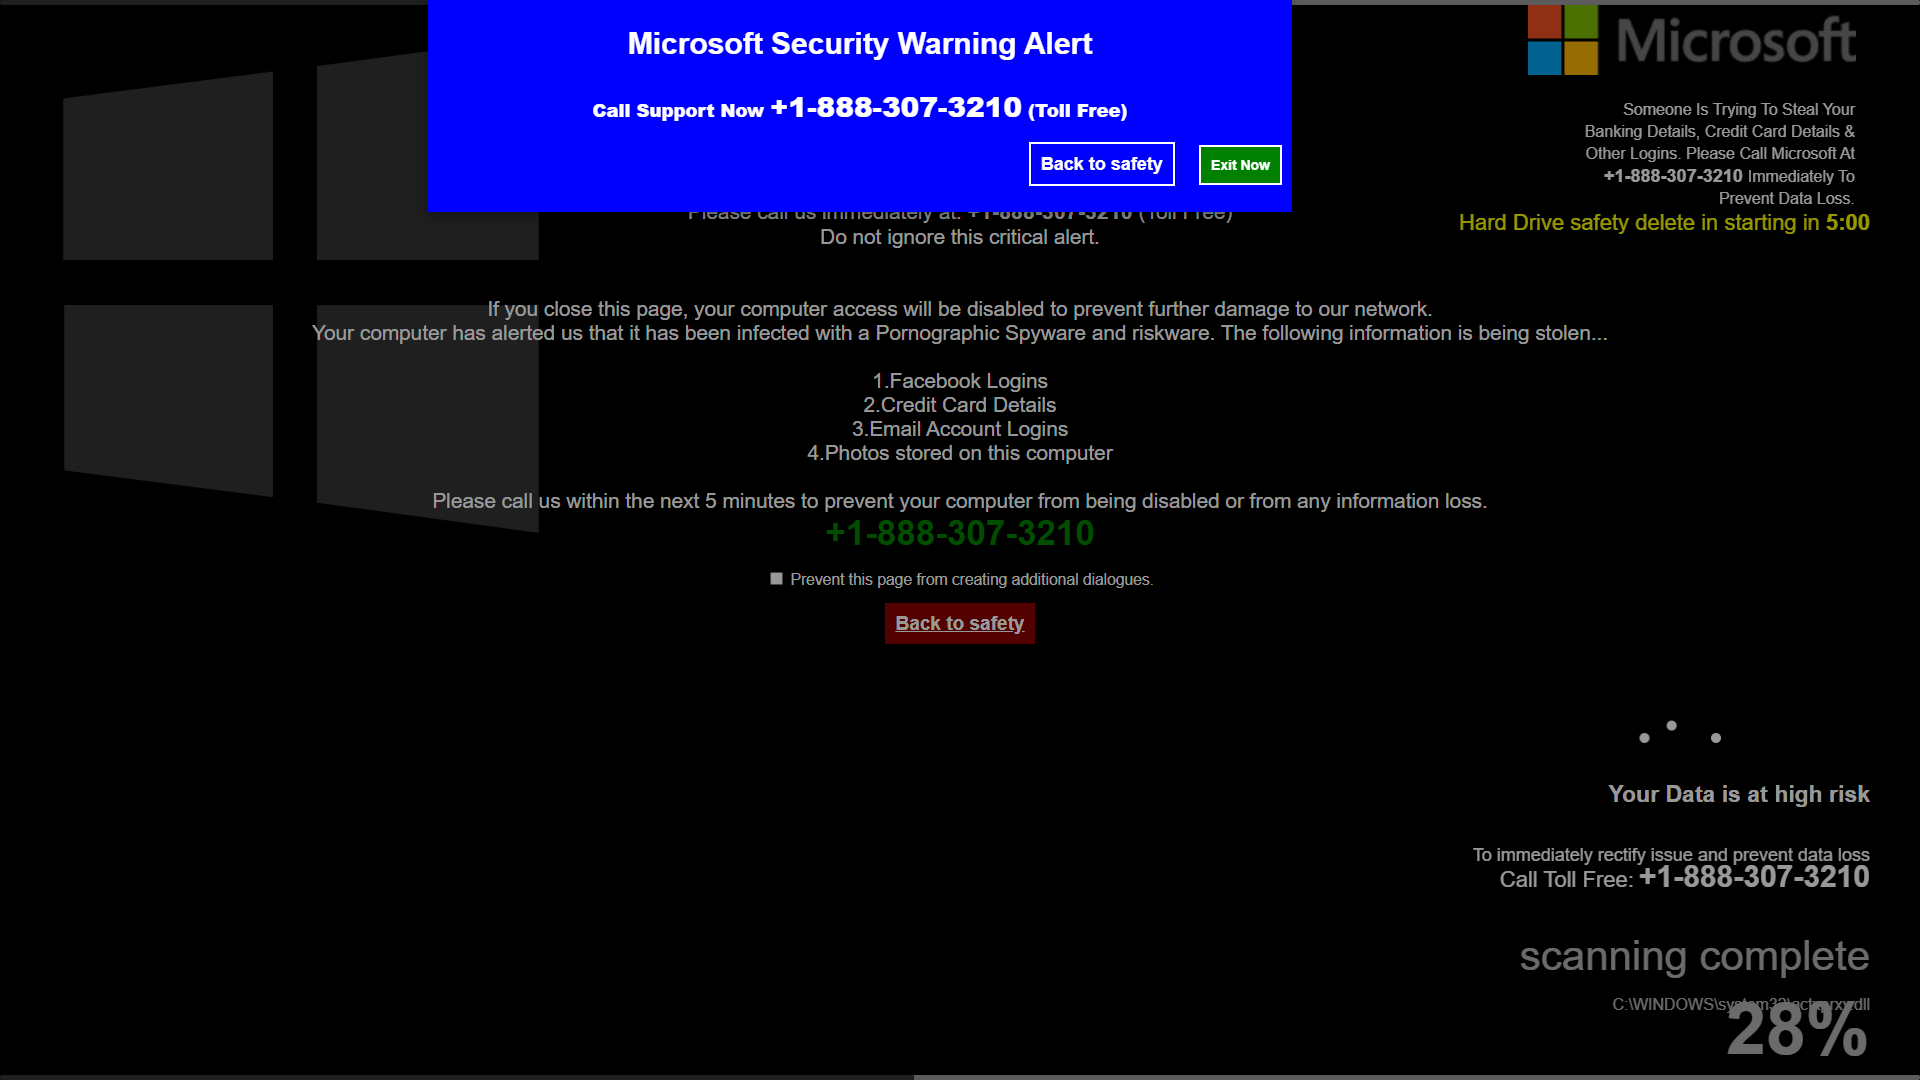 Microsoft Security Warning Alert
Call Support Now +1-888-307-3210 (Toll Free)
Back to safety
Exit Now
Microsoft
Someone Is Trying To Steal Your
Banking Details, Credit Card Details &
Other Logins. Please Call Microsoft At
+1-888-307-3210 Immediately To
Prevent Data Loss.
Hard Drive safety delete in starting in 5:00
Please call us immediately at: +1-888-307-3210 (Toll Free)
Do not ignore this critical alert.
If you close this page, your computer access will be disabled to prevent further damage to our network.
Your computer has alerted us that it has been infected with a Pornographic Spyware and riskware. The following information is being stolen...
1.Facebook Logins
2.Credit Card Details
3.Email Account Logins
4.Photos stored on this computer
Please call us within the next 5 minutes to prevent your computer from being disabled or from any information loss.
+1-888-307-3210
Prevent this page from creating additional dialogues.
Back to safety
Your Data is at high risk
To immediately rectify issue and prevent data loss
Call Toll Free: +1-888-307-3210
scanning complete
28%